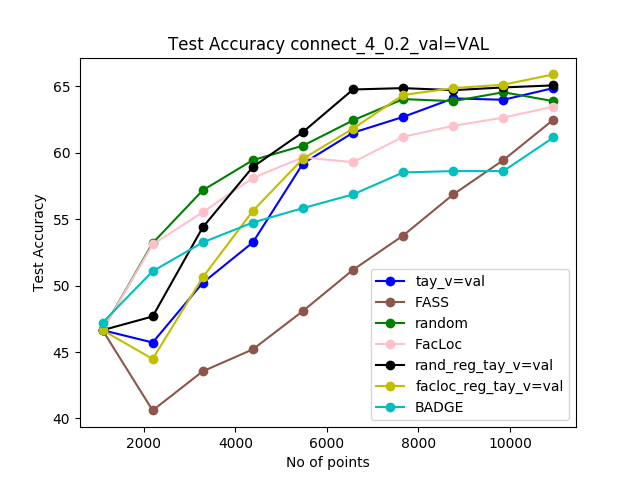 Test Accuracy connect_4_0.2_val=VAL
Test Accuracy
65
60
55
50
45
40
2000
4000
6000
8000
10000
No of points
tay_v=val
FASS
random
FacLoc
rand_reg_tay_v=val
facloc_reg_tay_v=val
BADGE